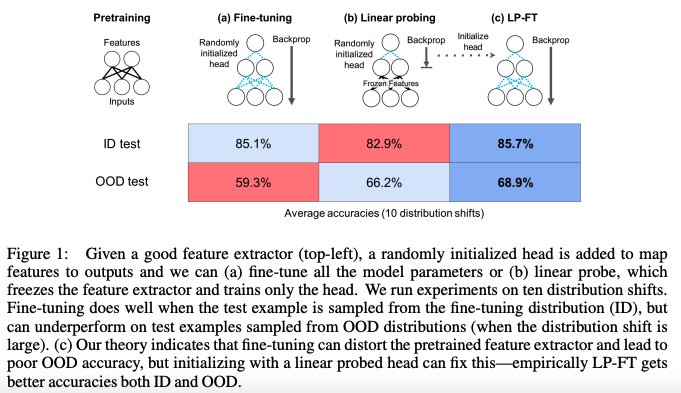 Pretraining
(a) Fine-tuning
(b) Linear probing
(c) LP-FT
Features
Inputs
Randomly
initialized
head
Backprop
Randomly
initialized
head
Backprop
Frozen Features
Initialize
head
Backprop
ID test
85.1%
82.9%
85.7%
OOD test
59.3%
66.2%
68.9%
Average accuracies (10 distribution shifts)
Figure 1: Given a good feature extractor (top-left), a randomly initialized head is added to map
features to outputs and we can (a) fine-tune all the model parameters or (b) linear probe, which
freezes the feature extractor and trains only the head. We run experiments on ten distribution shifts.
Fine-tuning does well when the test example is sampled from the fine-tuning distribution (ID), but
can underperform on test examples sampled from OOD distributions (when the distribution shift is
large). (c) Our theory indicates that fine-tuning can distort the pretrained feature extractor and lead to
poor OOD accuracy, but initializing with a linear probed head can fix this—empirically LP-FT gets
better accuracies both ID and OOD.